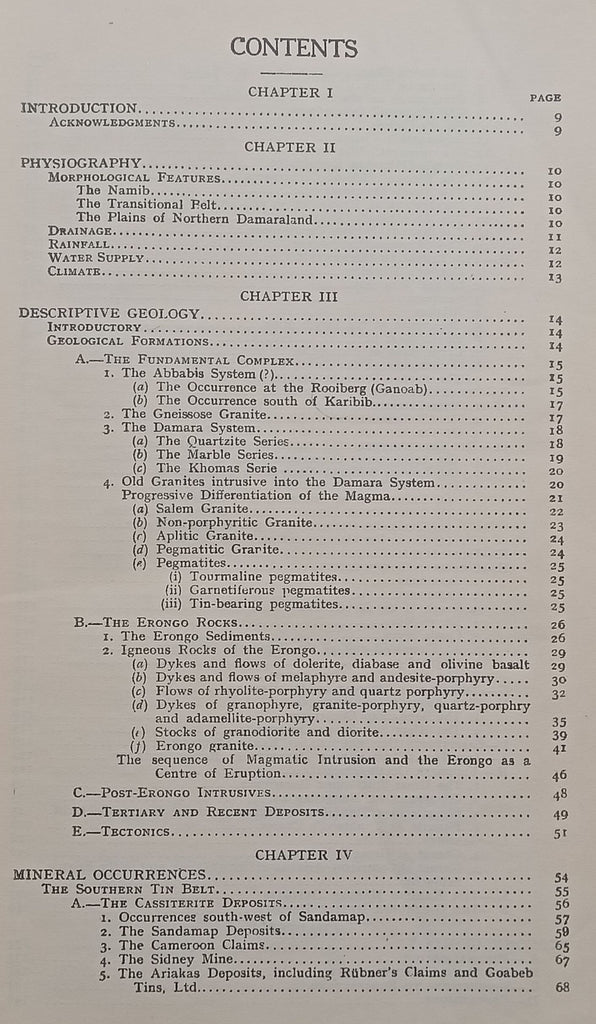 CONTENTS
CHAPTER I
PAGE
INTRODUCTION 9
ACKNOWLEDGMENTS 9
CHAPTER II
PHYSIOGRAPHY 10
MORPHOLOGICAL FEATURES 10
The Namib 10
The Transitional Belt 10
The Plains of Northern Damaraland 10
DRAINAGE 11
RAINFALL 12
WATER SUPPLY 12
CLIMATE 13
CHAPTER III
DESCRIPTIVE GEOLOGY 14
INTRODUCTORY 14
GEOLOGICAL FORMATIONS 14
A.—THE FUNDAMENTAL COMPLEX 15
1. The Abbabis System (?) 15
(a) The Occurrence at the Rooiberg (Ganoab) 15
(b) The Occurrence south of Karibib 17
2. The Gneissose Granite 17
3. The Damara System 18
(a) The Quartzite Series 18
(b) The Marble Series 19
(c) The Khomas Serie 20
4. Old Granites intrusive into the Damara System 20
Progressive Differentiation of the Magma 21
(a) Salem Granite 22
(b) Non-porphyritic Granite 23
(c) Aplitic Granite 24
(d) Pegmatitic Granite 24
(e) Pegmatites 25
(i) Tourmaline pegmatites 25
(ii) Garnetiferous pegmatites 25
(iii) Tin-bearing pegmatites 25
B.—THE ERONGO ROCKS 26
1. The Erongo Sediments 26
2. Igneous Rocks of the Erongo 29
(a) Dykes and flows of dolerite, diabase and olivine basalt 29
(b) Dykes and flows of melaphyre and andesite-porphyry 30
(c) Flows of rhyolite-porphyry and quartz porphyry 32
(d) Dykes of granophyre, granite-porphyry, quartz-porphry
and adamellite-porphyry 35
(e) Stocks of granodiorite and diorite 39
(f) Erongo granite 41
The sequence of Magmatic Intrusion and the Erongo as a
Centre of Eruption 46
C.—POST-ERONGO INTRUSIVES 48
D.—TERTIARY AND RECENT DEPOSITS 49
E.—TECTONICS 51
CHAPTER IV
MINERAL OCCURRENCES 54
THE SOUTHERN TIN BELT 55
A.—THE CASSITERITE DEPOSITS 56
1. Occurrences south-west of Sandamap 57
2. The Sandamap Deposits 59
3. The Cameroon Claims 65
4. The Sidney Mine 67
5. The Ariakas Deposits, including Rübner's Claims and Goabeb
Tins, Ltd. 68